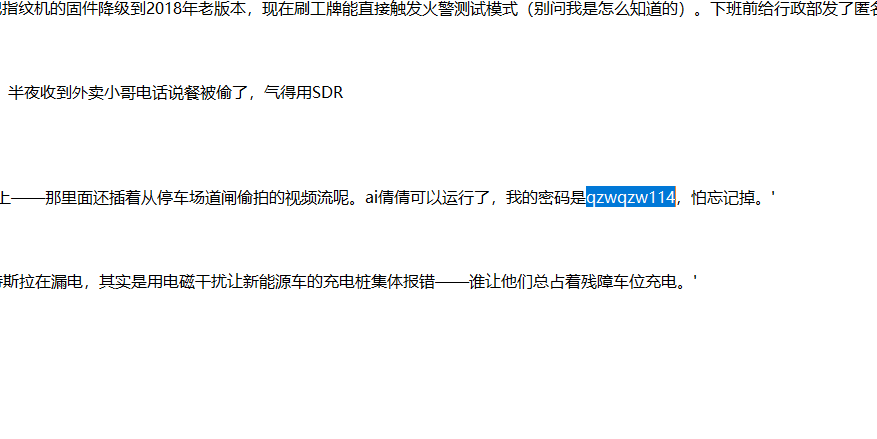 指纹机的固件降级到2018年老版本，现在刷工牌能直接触发火警测试模式（别问我是怎么知道的）。下班前给行政部发了匿名
半夜收到外卖小哥电话说餐被偷了，气得用SDR
上——那里面还插着从停车场道闸偷拍的视频流呢。ai倩倩可以运行了，我的密码是qzwqzw114，怕忘记掉。'
斯拉在漏电，其实是用电磁干扰让新能源车的充电桩集体报错——谁让他们总占着残障车位充电。'